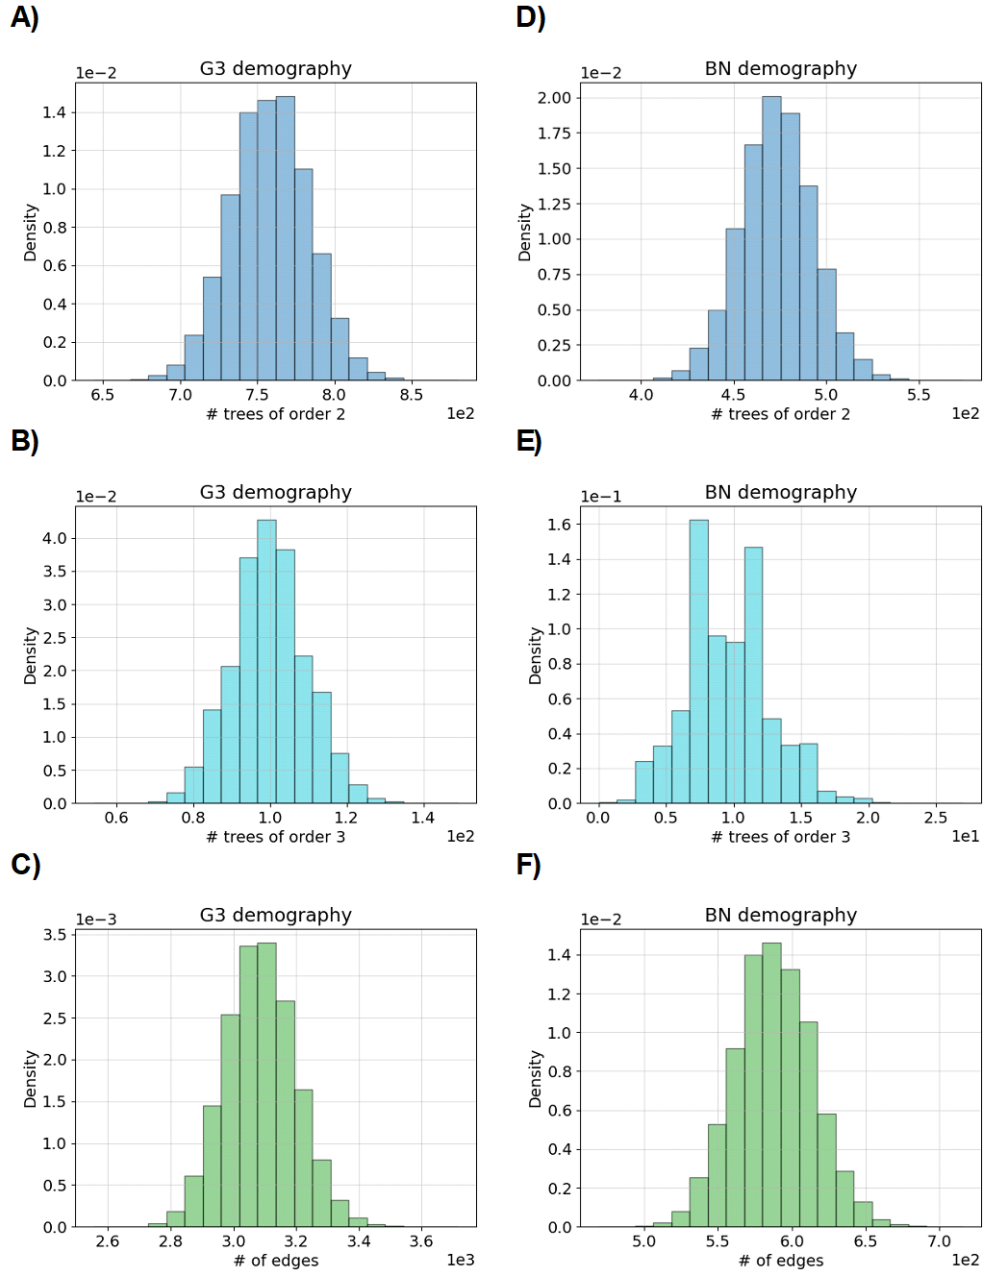 A)
G3 demography
1e−2
1.4
1.2
1.0
0.8
0.6
0.4
0.2
0.0
Density
6.5 7.0 7.5 8.0 8.5
# trees of order 2
1e2
D)
BN demography
1e−2
2.00
1.75
1.50
1.25
1.00
0.75
0.50
0.25
0.00
Density
4.0 4.5 5.0 5.5
# trees of order 2
1e2
B)
G3 demography
1e−2
4.0
3.5
3.0
2.5
2.0
1.5
1.0
0.5
0.0
Density
0.6 0.8 1.0 1.2 1.4
# trees of order 3
1e2
E)
BN demography
1e−1
1.6
1.4
1.2
1.0
0.8
0.6
0.4
0.2
0.0
Density
0.0 0.5 1.0 1.5 2.0 2.5
# trees of order 3
1e1
C)
G3 demography
1e−3
3.5
3.0
2.5
2.0
1.5
1.0
0.5
0.0
Density
2.6 2.8 3.0 3.2 3.4 3.6
# of edges
1e3
F)
BN demography
1e−2
1.4
1.2
1.0
0.8
0.6
0.4
0.2
0.0
Density
5.0 5.5 6.0 6.5 7.0
# of edges
1e2